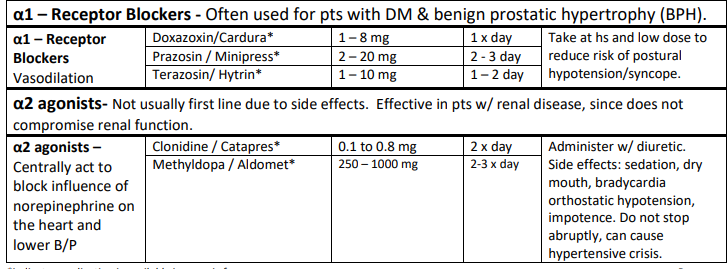 α1 – Receptor Blockers - Often used for pts with DM & benign prostatic hypertrophy (BPH).
α1 – Receptor Blockers Vasodilation
Doxazoxin/Cardura* 1 – 8 mg 1 x day
Prazosin / Minipress* 2 – 20 mg 2 - 3 day
Terazosin/ Hytrin* 1 – 10 mg 1 – 2 day
Take at hs and low dose to
reduce risk of postural
hypotension/syncope.
α2 agonists- Not usually first line due to side effects. Effective in pts w/ renal disease, since does not
compromise renal function.
α2 agonists –
Centrally act to
block influence of
norepinephrine on
the heart and
lower B/P
Clonidine / Catapres* 0.1 to 0.8 mg 2 x day
Methyldopa / Aldomet* 250 – 1000 mg 2-3 x day
Administer w/ diuretic.
Side effects: sedation, dry
mouth, bradycardia
orthostatic hypotension,
impotence. Do not stop
abruptly, can cause
hypertensive crisis.